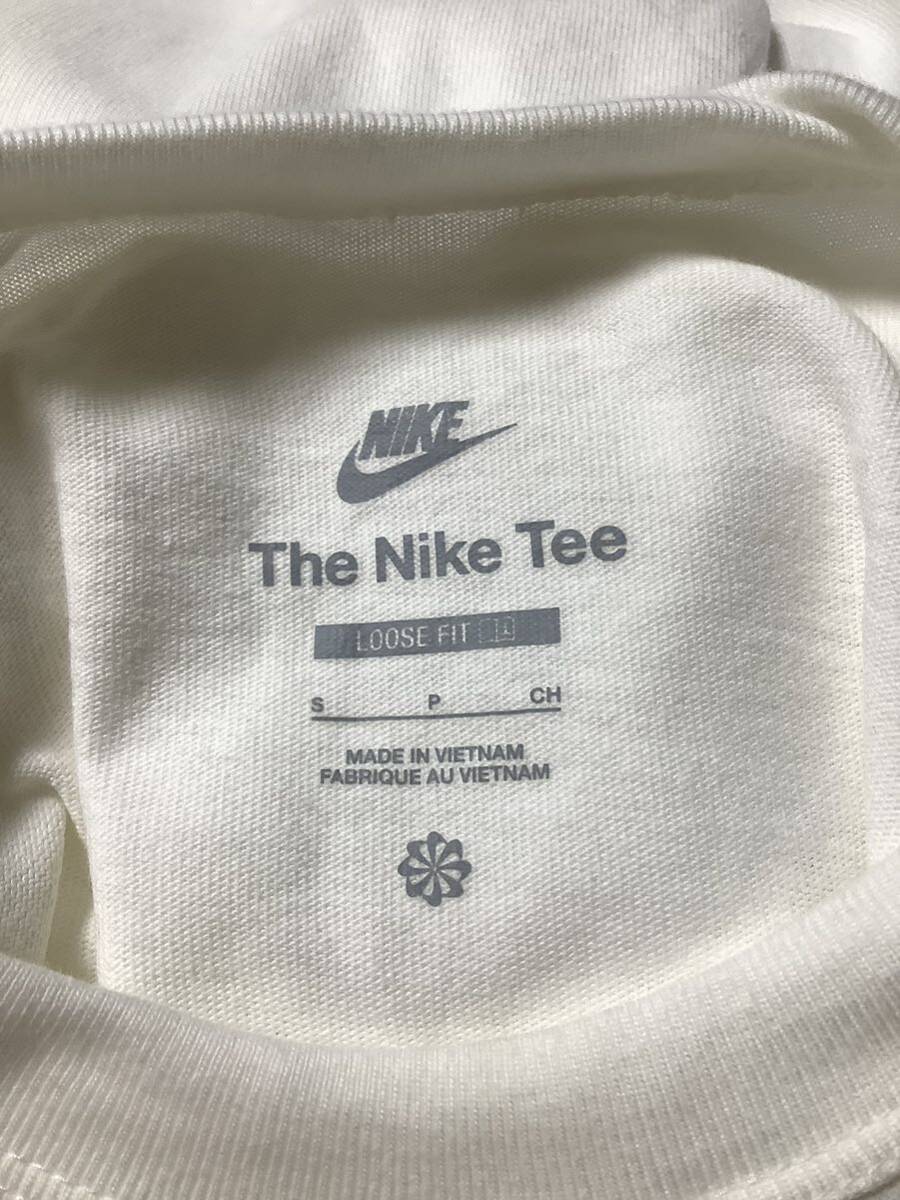 NIKE
The Nike Tee
LOOSE FIT
S P CH
MADE IN VIETNAM
FABRIQUE AU VIETNAM